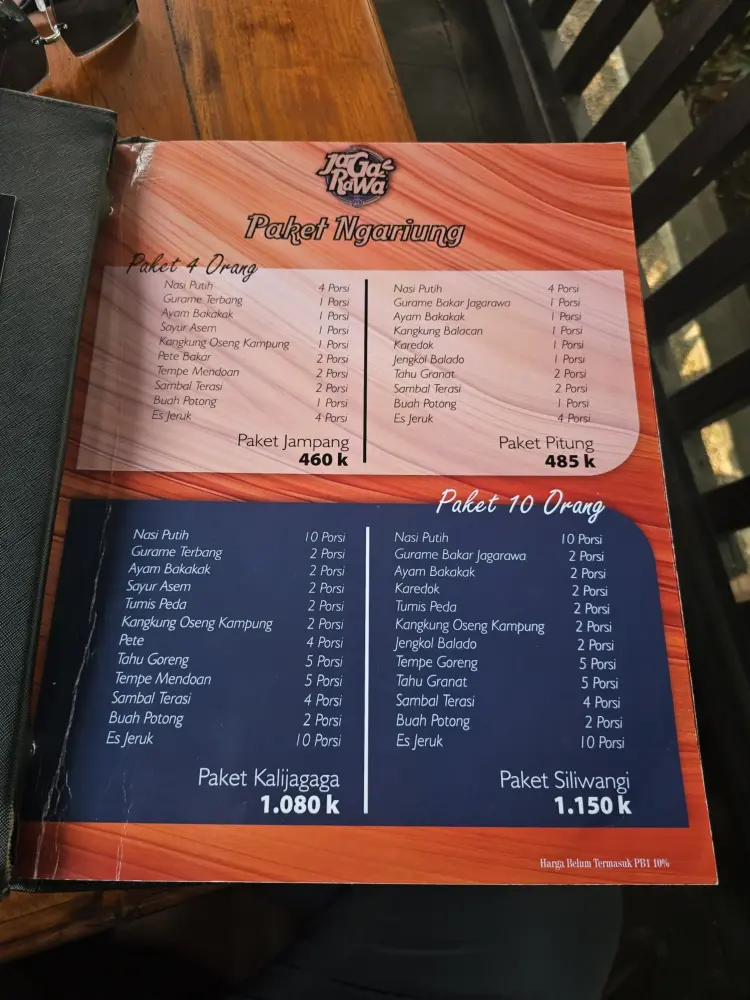 JaGa
RaWa
Paket Ngariung
Paket 4 Orang
Nasi Putih 4 Porsi
Gurame Terbang 1 Porsi
Ayam Bakakak 1 Porsi
Sayur Asem 1 Porsi
Kangkung Oseng Kampung 1 Porsi
Pete Bakar 2 Porsi
Tempe Mendoan 2 Porsi
Sambal Terasi 2 Porsi
Buah Potong 1 Porsi
Es Jeruk 4 Porsi
Paket Jampang
460 k
Nasi Putih 4 Porsi
Gurame Bakar Jagarawa 1 Porsi
Ayam Bakakak 1 Porsi
Kangkung Balacan 1 Porsi
Karedok 1 Porsi
Jengkol Balado 1 Porsi
Tahu Granat 2 Porsi
Sambal Terasi 2 Porsi
Buah Potong 1 Porsi
Es Jeruk 4 Porsi
Paket Pitung
485 k
Paket 10 Orang
Nasi Putih 10 Porsi
Gurame Terbang 2 Porsi
Ayam Bakakak 2 Porsi
Sayur Asem 2 Porsi
Tumis Peda 2 Porsi
Kangkung Oseng Kampung 2 Porsi
Pete 4 Porsi
Tahu Goreng 5 Porsi
Tempe Mendoan 5 Porsi
Sambal Terasi 4 Porsi
Buah Potong 2 Porsi
Es Jeruk 10 Porsi
Paket Kalijagaga
1.080 k
Nasi Putih 10 Porsi
Gurame Bakar Jagarawa 2 Porsi
Ayam Bakakak 2 Porsi
Karedok 2 Porsi
Tumis Peda 2 Porsi
Kangkung Oseng Kampung 2 Porsi
Jengkol Balado 2 Porsi
Tempe Goreng 5 Porsi
Tahu Granat 5 Porsi
Sambal Terasi 4 Porsi
Buah Potong 2 Porsi
Es Jeruk 10 Porsi
Paket Siliwangi
1.150 k
Harga Belum Termasuk PB1 10%